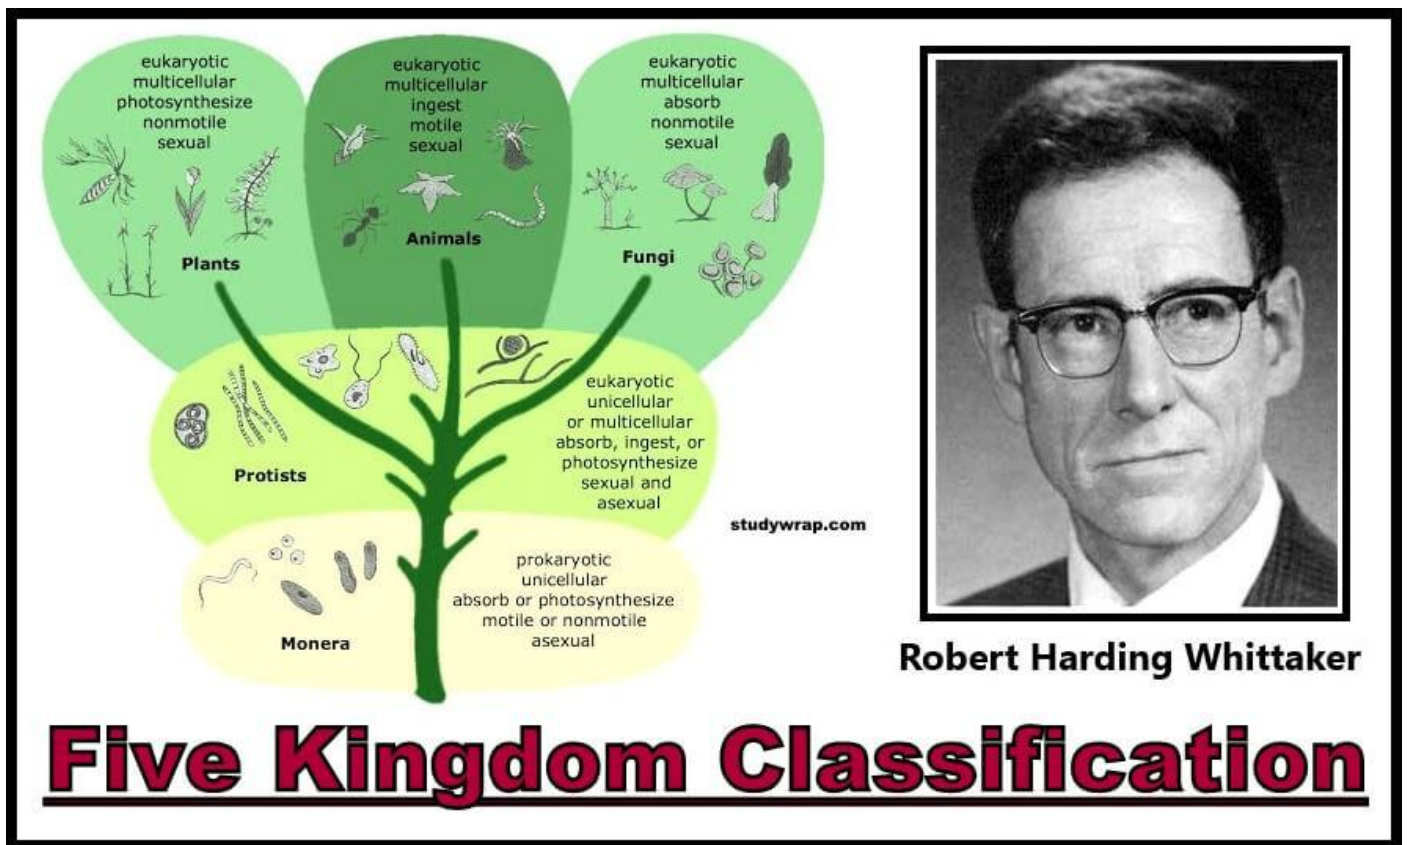 eukaryotic
multicellular
photosynthesize
nonmotile
sexual
Plants
eukaryotic
multicellular
ingest
motile
sexual
Animals
eukaryotic
multicellular
absorb
nonmotile
sexual
Fungi
Protists
eukaryotic
unicellular
or multicellular
absorb, ingest, or
photosynthesize
sexual and
asexual
Monera
prokaryotic
unicellular
absorb or photosynthesize
motile or nonmotile
asexual
studywrap.com
Robert Harding Whittaker
Five Kingdom Classification